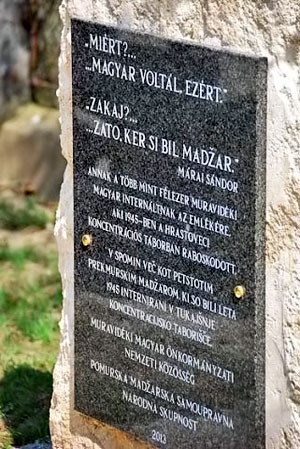 „MIÉRT?...
...MAGYAR VOLTÁL, EZÉRT."
„ZAKAJ?...
...ZATO, KER SI BIL MADŽAR."
MÁRAI SÁNDOR
ANNAK A TÖBB MINT FÉLEZER MURAVIDÉKI
MAGYAR INTERNÁLTNAK AZ EMLÉKÉRE,
AKI 1945-BEN A HRASTOVECI
KONCENTRÁCIÓS TÁBORBAN RABOSKODOTT.
V SPOMIN VEČ KOT PETSTOTIM
PREKMURSKIM MADŽAROM, KI SO BILI LETA
1945 INTERNIRANI V TUKAJŠNJE
KONCENTRACIJSKO TABORIŠČE.
MURAVIDÉKI MAGYAR ÖNKORMÁNYZATI
NEMZETI KÖZÖSSÉG
POMURSKA MADŽARSKA SAMOUPRAVNA
NARODNA SKUPNOST
2013